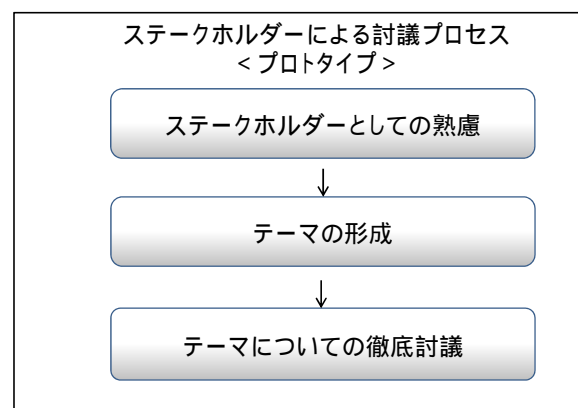 ステークホルダーによる討議プロセス
<プロトタイプ>
ステークホルダーとしての熟慮
↓
テーマの形成
↓
テーマについての徹底討議